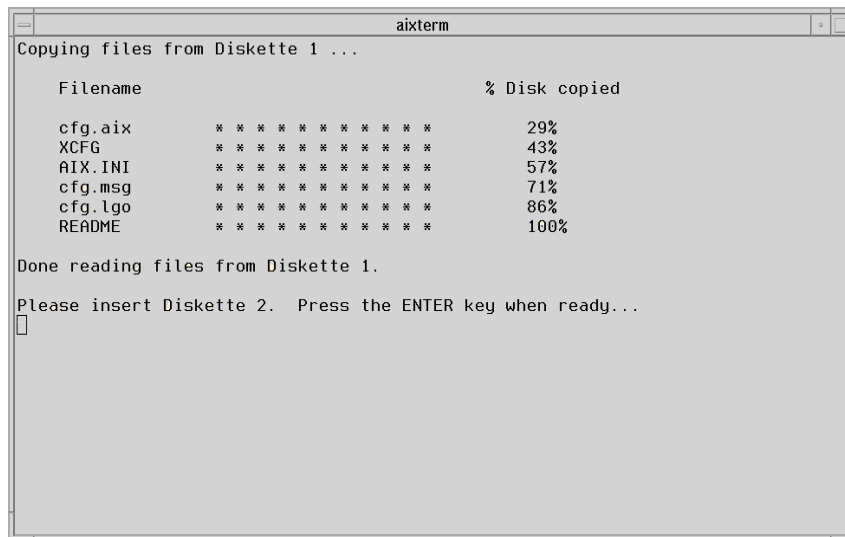 aixterm
Copying files from Diskette 1 ...
Filename % Disk copied
cfg.aix * * * * * * * * * * * 29%
XCFG * * * * * * * * * * * 43%
AIX.INI * * * * * * * * * * * 57%
cfg.msg * * * * * * * * * * * 71%
cfg.lgo * * * * * * * * * * * 86%
README * * * * * * * * * * * 100%
Done reading files from Diskette 1.
Please insert Diskette 2. Press the ENTER key when ready...